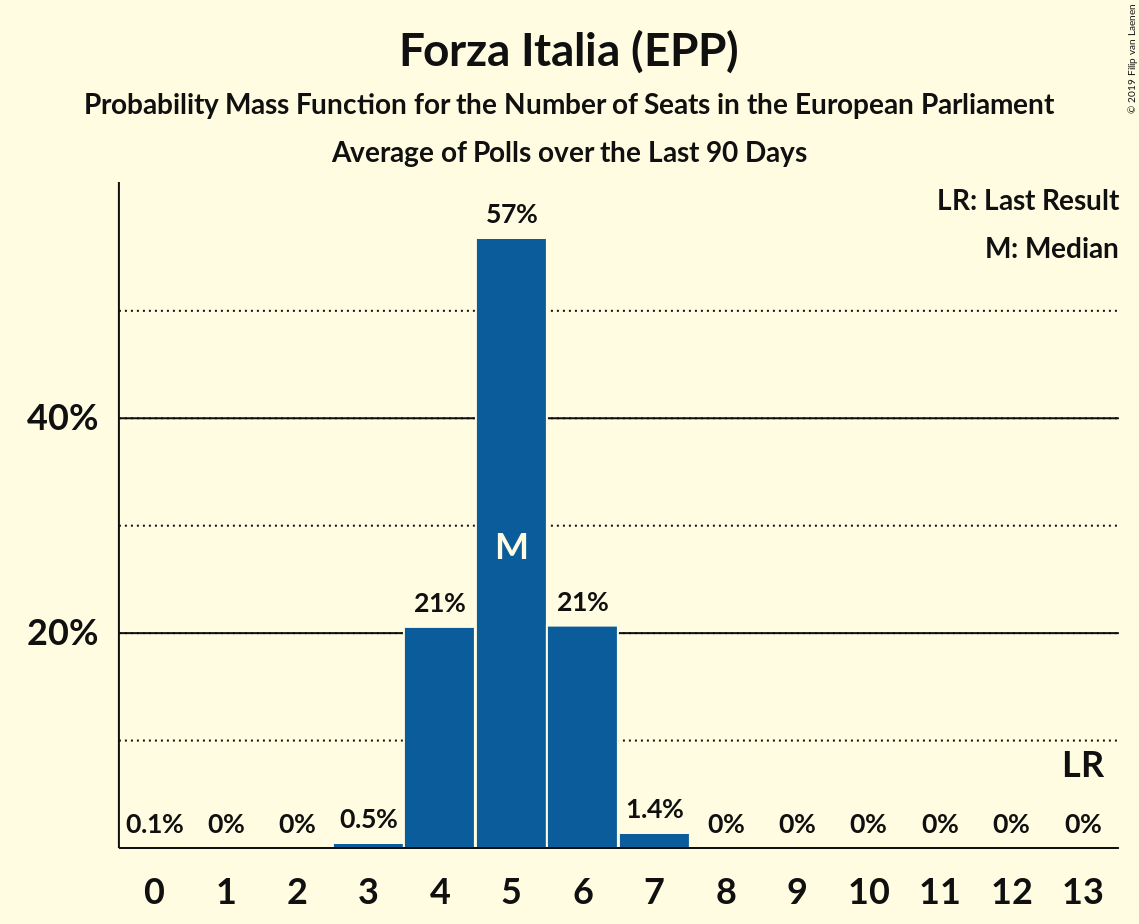 Forza Italia (EPP)
Probability Mass Function for the Number of Seats in the European Parliament
Average of Polls over the Last 90 Days
© 2019 Filip van Laenen
LR: Last Result
M: Median
57%
40%
M
21%
21%
20%
LR
0.1%
0%
0%
0.5%
1.4%
0%
0%
0%
0%
0%
0%
0 1 2 3 4 5 6 7 8 9 10 11 12 13